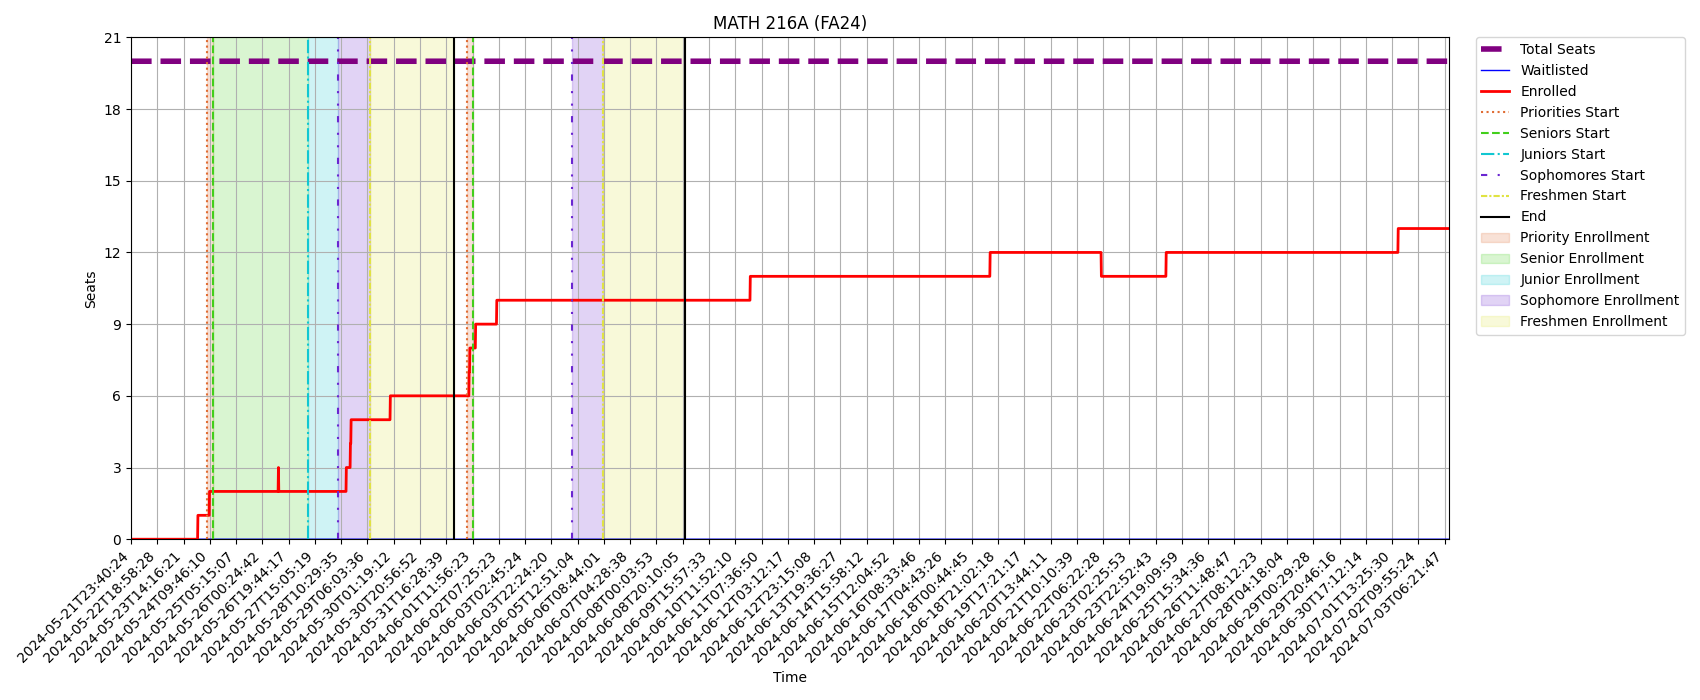 MATH 216A (FA24)
21
18
15
12
9
6
3
0
Seats
2024-05-21T23:40:24
2024-05-22T18:58:28
2024-05-23T14:16:21
2024-05-24T09:46:10
2024-05-25T05:15:07
2024-05-26T00:24:42
2024-05-26T19:44:17
2024-05-27T15:05:19
2024-05-28T10:29:35
2024-05-29T06:03:36
2024-05-30T01:19:12
2024-05-30T20:56:52
2024-05-31T16:28:39
2024-06-01T11:56:23
2024-06-02T07:25:23
2024-06-03T02:45:24
2024-06-03T22:24:20
2024-06-05T12:51:04
2024-06-06T08:44:01
2024-06-07T04:28:38
2024-06-08T00:03:53
2024-06-08T20:10:05
2024-06-09T15:57:33
2024-06-10T11:52:10
2024-06-11T07:36:50
2024-06-12T03:12:17
2024-06-12T23:15:08
2024-06-13T19:36:27
2024-06-14T15:58:12
2024-06-15T12:04:52
2024-06-16T08:33:46
2024-06-17T04:43:26
2024-06-18T00:44:45
2024-06-18T21:02:18
2024-06-19T17:21:17
2024-06-20T13:44:11
2024-06-21T10:10:39
2024-06-22T06:22:28
2024-06-23T02:25:53
2024-06-23T22:52:43
2024-06-24T19:09:59
2024-06-25T15:34:36
2024-06-26T11:48:47
2024-06-27T08:12:23
2024-06-28T04:18:04
2024-06-29T00:29:28
2024-06-29T20:46:16
2024-06-30T17:12:14
2024-07-01T13:25:30
2024-07-02T09:55:24
2024-07-03T06:21:47
Time
Total Seats
Waitlisted
Enrolled
Priorities Start
Seniors Start
Juniors Start
Sophomores Start
Freshmen Start
End
Priority Enrollment
Senior Enrollment
Junior Enrollment
Sophomore Enrollment
Freshmen Enrollment